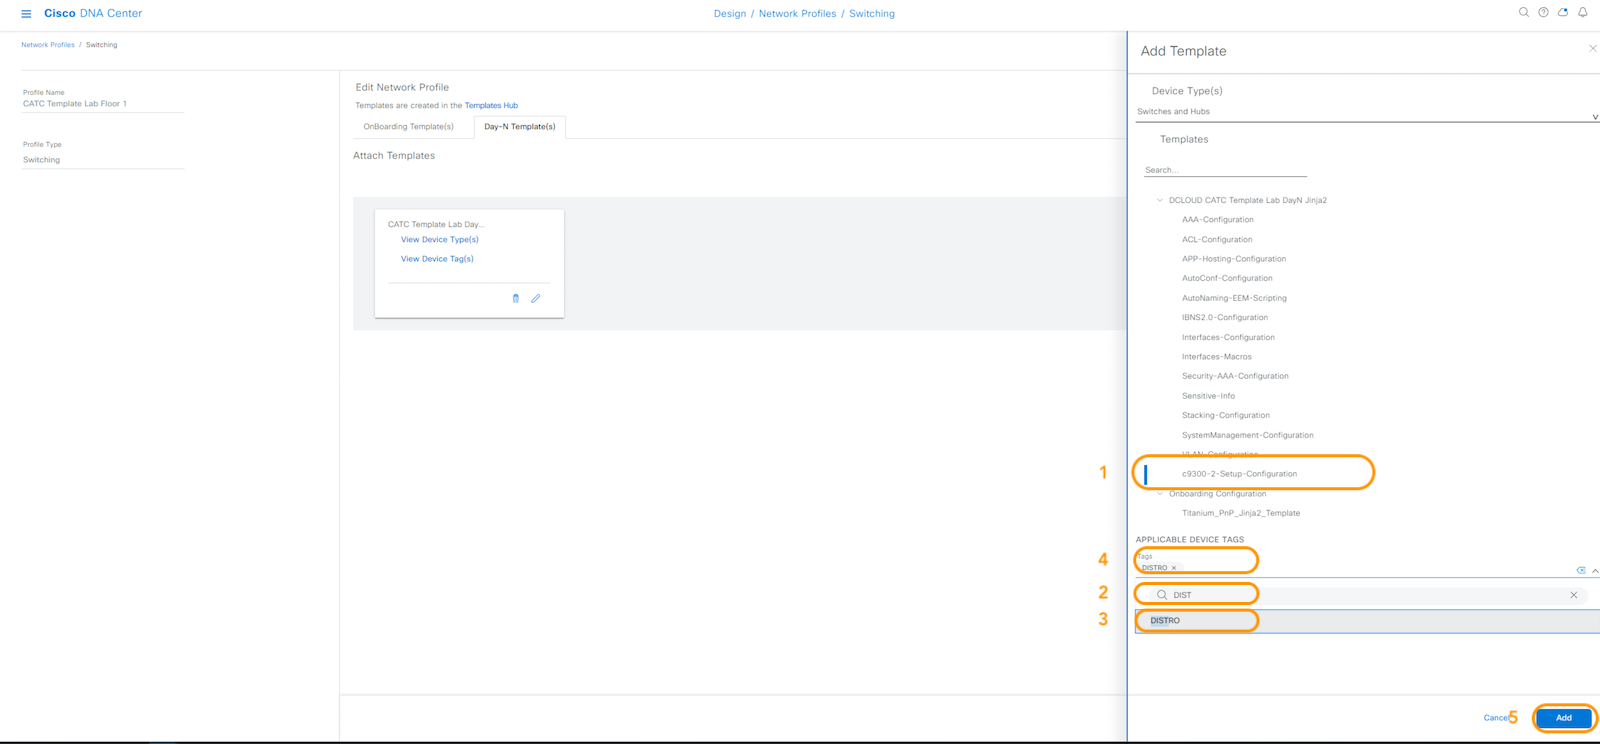 Cisco DNA Center
Design / Network Profiles / Switching
Network Profiles / Switching
Profile Name
CATC Template Lab Floor 1
Profile Type
Switching
Edit Network Profile
Templates are created in the Templates Hub
OnBoarding Template(s)
Day-N Template(s)
Attach Templates
CATC Template Lab Day...
View Device Type(s)
View Device Tag(s)
Add Template
Device Type(s)
Switches and Hubs
Templates
Search...
DCLOUD CATC Template Lab DayN Jinja2
AAA-Configuration
ACL-Configuration
APP-Hosting-Configuration
AutoConf-Configuration
AutoNaming-EEM-Scripting
IBNS2.0-Configuration
Interfaces-Configuration
Interfaces-Macros
Security-AAA-Configuration
Sensitive-Info
Stacking-Configuration
SystemManagement-Configuration
VLAN-Configuration
1 c9300-2-Setup-Configuration
Onboarding Configuration
Titanium_PnP_Jinja2_Template
APPLICABLE DEVICE TAGS
Tags
4 DISTRO
2 DIST
3 DISTRO
Cancel 5 Add